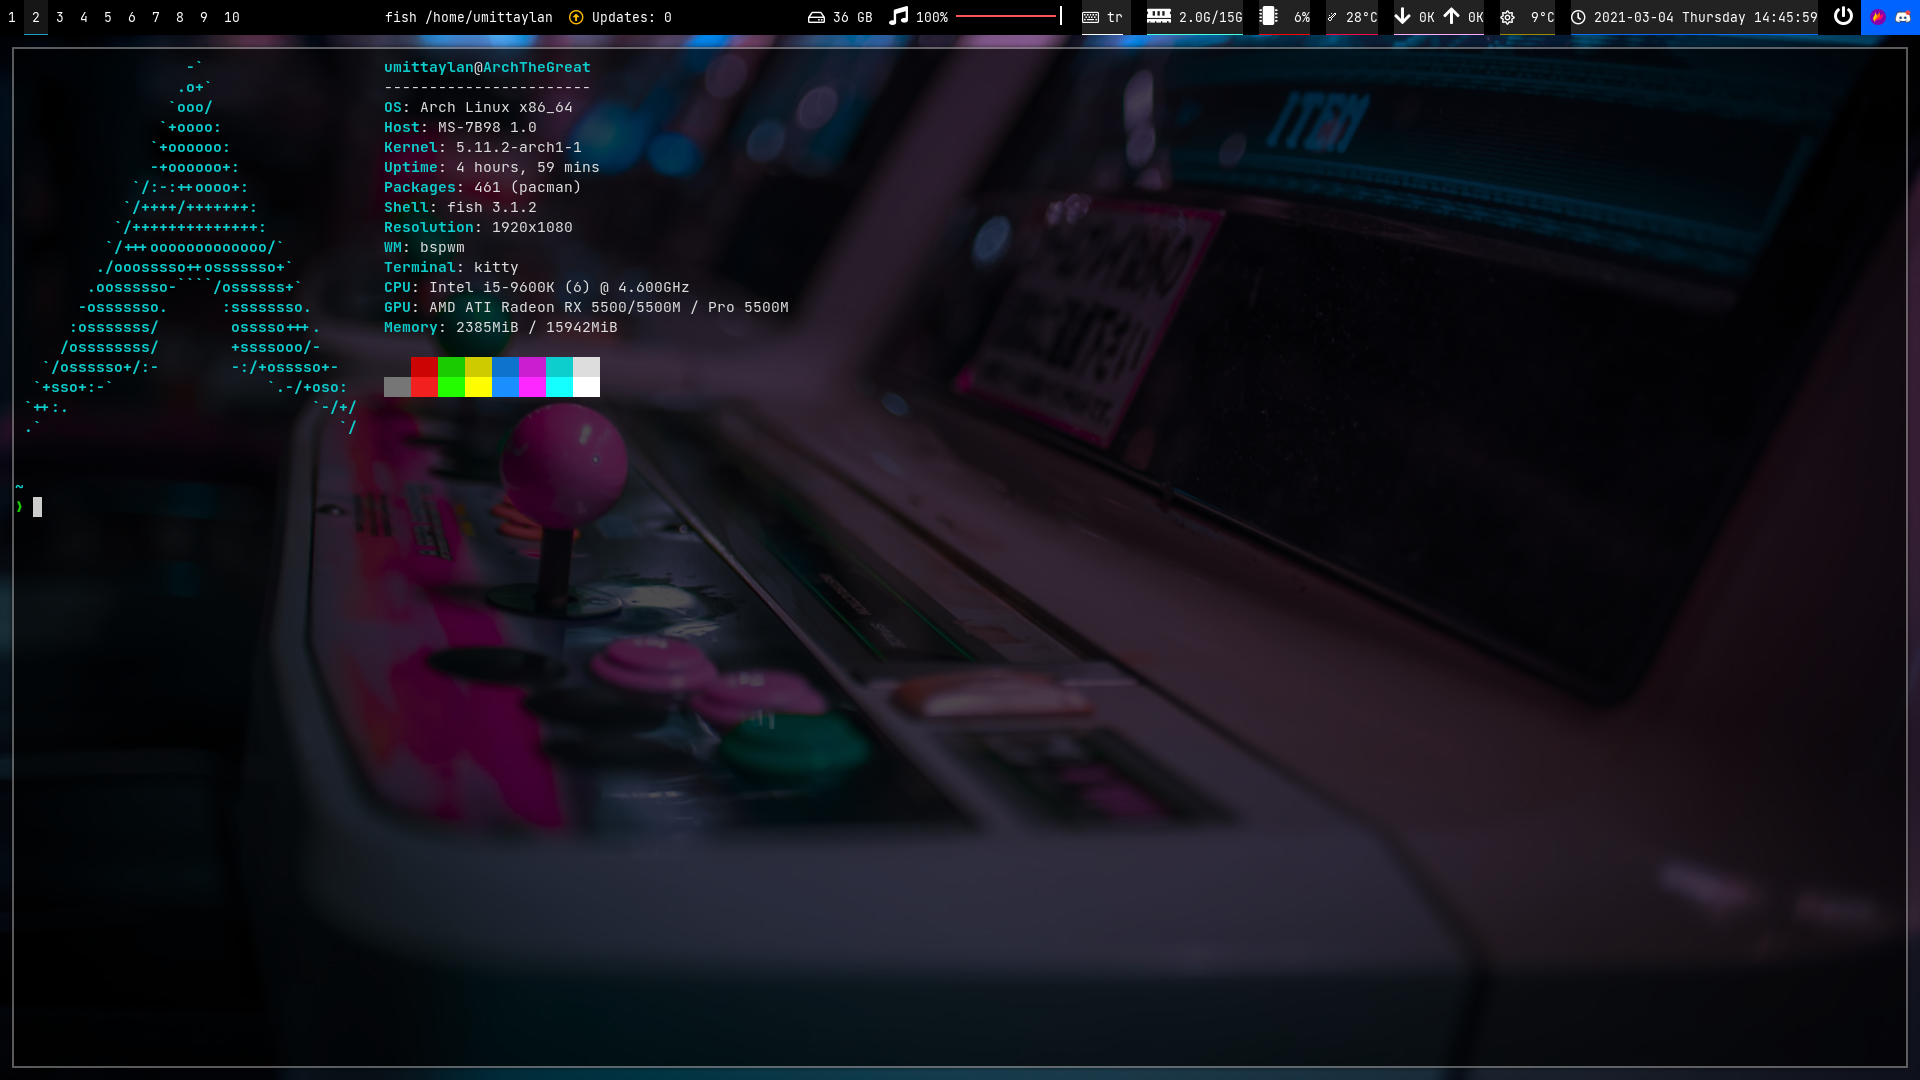 1 2 3 4 5 6 7 8 9 10 fish /home/umittaylan Updates: 0 36 GB 100% tr 2.0G/15G 6% 28°C 0K 0K 9°C 2021-03-04 Thursday 14:45:59
-` umittaylan@ArchTheGreat
.o+` -----------------------
`ooo/ OS: Arch Linux x86_64
`+oooo: Host: MS-7B98 1.0
`+oooooo: Kernel: 5.11.2-arch1-1
-+oooooo+: Uptime: 4 hours, 59 mins
`/:-:++oooo+: Packages: 461 (pacman)
`/++++/+++++++: Shell: fish 3.1.2
`/++++++++++++++: Resolution: 1920x1080
`/+++ooooooooooooo/` WM: bspwm
./ooosssso++osssssso+` Terminal: kitty
.oossssso-````/ossssss+` CPU: Intel i5-9600K (6) @ 4.600GHz
-osssssso. :ssssssso. GPU: AMD ATI Radeon RX 5500/5500M / Pro 5500M
:osssssss/ osssso+++. Memory: 2385MiB / 15942MiB
/ossssssss/ +ssssooo/-
`/ossssso+/:- -:/+osssso+-
`+sso+:-` `.-/+oso:
`++:. `-/+/
.` `/
~
❯
ITEM